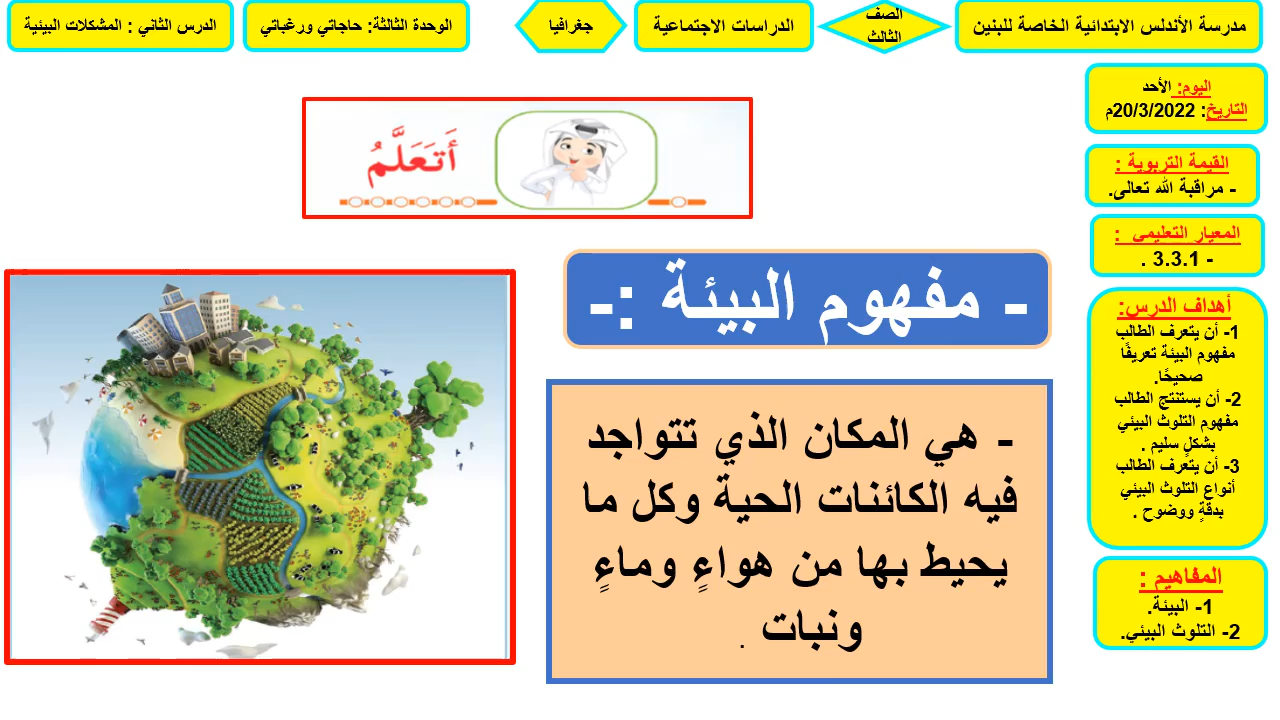 مدرسة الأندلس الابتدائية الخاصة للبنين
الصف
الثالث
الدراسات الاجتماعية
جغرافيا
الوحدة الثالثة: حاجاتي ورغباتي
الدرس الثاني : المشكلات البيئية
اليوم: الأحد
التاريخ: 20/3/2022م
القيمة التربوية :
- مراقبة الله تعالى.
المعيار التعليمي :
- 3.3.1 .
أهداف الدرس:
1- أن يتعرف الطالب
مفهوم البيئة تعريفًا
صحيحًا.
2- أن يستنتج الطالب
مفهوم التلوث البيئي
بشكلٍ سليم .
3- أن يتعرف الطالب
أنواع التلوث البيئي
بدقةٍ ووضوح .
المفاهيم :
1- البيئة.
2- التلوث البيئي.
أَتَعَلَّمُ
- مفهوم البيئة :-
- هي المكان الذي تتواجد
فيه الكائنات الحية وكل ما
يحيط بها من هواءٍ وماءٍ
ونبات .